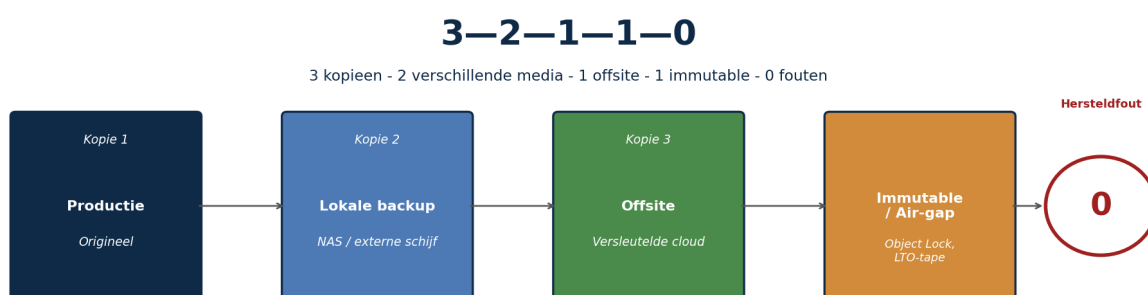 3—2—1—1—0
3 kopieen - 2 verschillende media - 1 offsite - 1 immutable - 0 fouten
Kopie 1
Productie
Origineel
Kopie 2
Lokale backup
NAS / externe schijf
Kopie 3
Offsite
Versleutelde cloud
Immutable
/ Air-gap
Object Lock,
LTO-tape
Hersteldfout
0